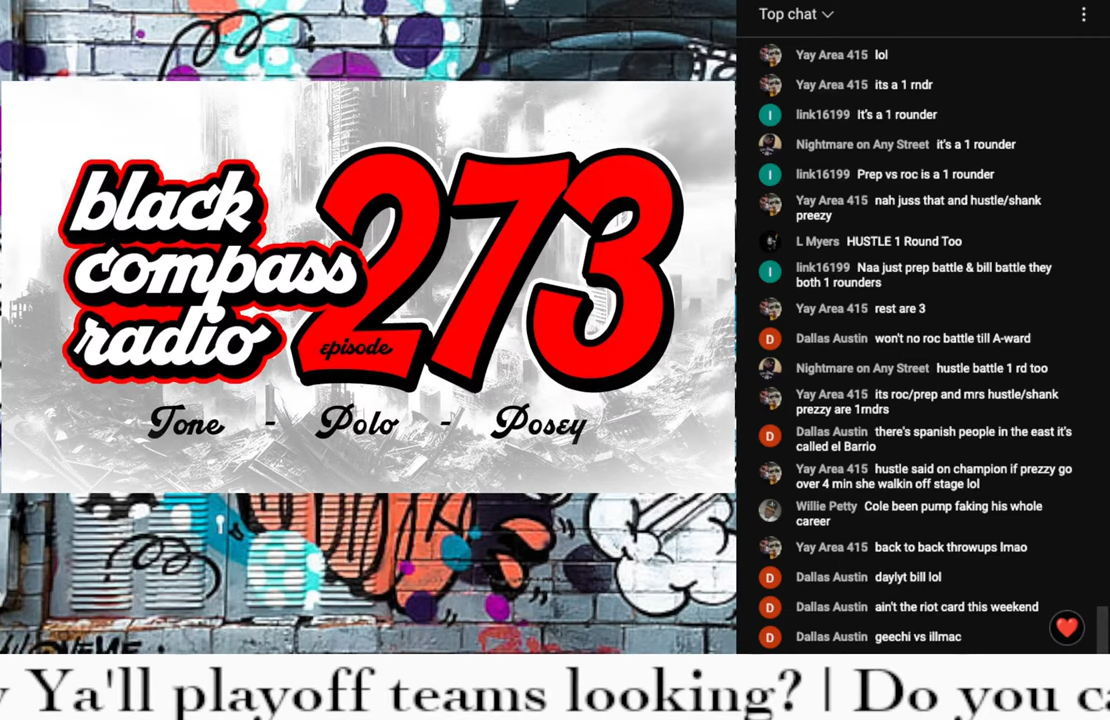 black
compass
radio
273
episode
Tone - Polo - Posey
Top chat
Yay Area 415 lol
Yay Area 415 its a 1 rndr
I
link16199 It's a 1 rounder
Nightmare on Any Street it's a 1 rounder
I
link16199 Prep vs roc is a 1 rounder
Yay Area 415 nah juss that and hustle/shank
preezy
L Myers HUSTLE 1 Round Too
I
link16199 Naa just prep battle & bill battle they
both 1 rounders
Yay Area 415 rest are 3
D
Dallas Austin won't no roc battle till A-ward
Nightmare on Any Street hustle battle 1 rd too
Yay Area 415 its roc/prep and mrs hustle/shank
prezzy are 1rndrs
D
Dallas Austin there's spanish people in the east it's
called el Barrio
Yay Area 415 hustle said on champion if prezzy go
over 4 min she walkin off stage lol
Willie Petty Cole been pump faking his whole
career
Yay Area 415 back to back throwups lmao
D
Dallas Austin daylyt bill lol
D
Dallas Austin ain't the riot card this weekend
D
Dallas Austin geechi vs illmac
y Ya'll playoff teams looking? | Do you ca